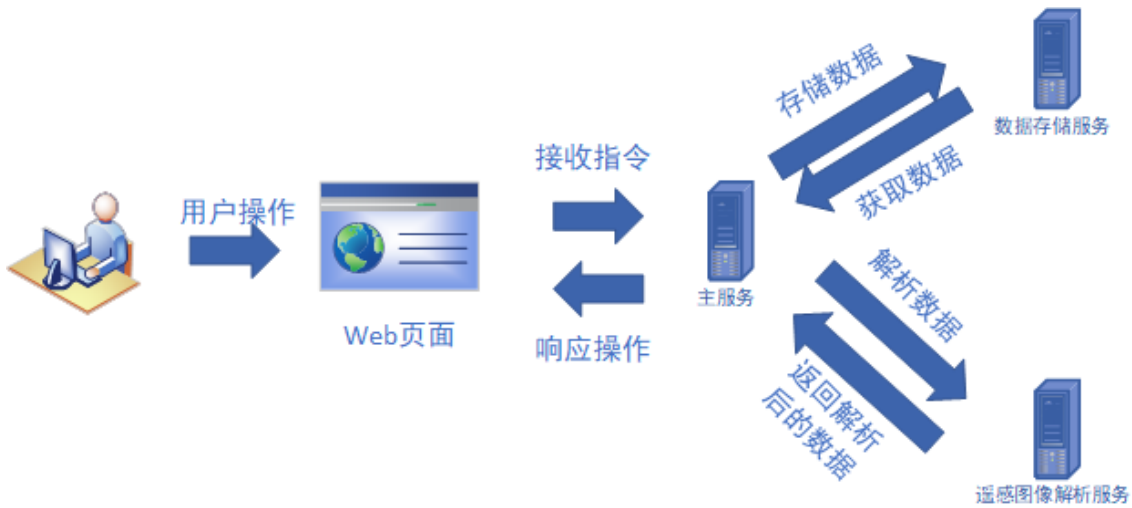 用户操作
Web页面
接收指令
响应操作
主服务
存储数据
获取数据
数据存储服务
解析数据
返回解析
后的数据
遥感图像解析服务